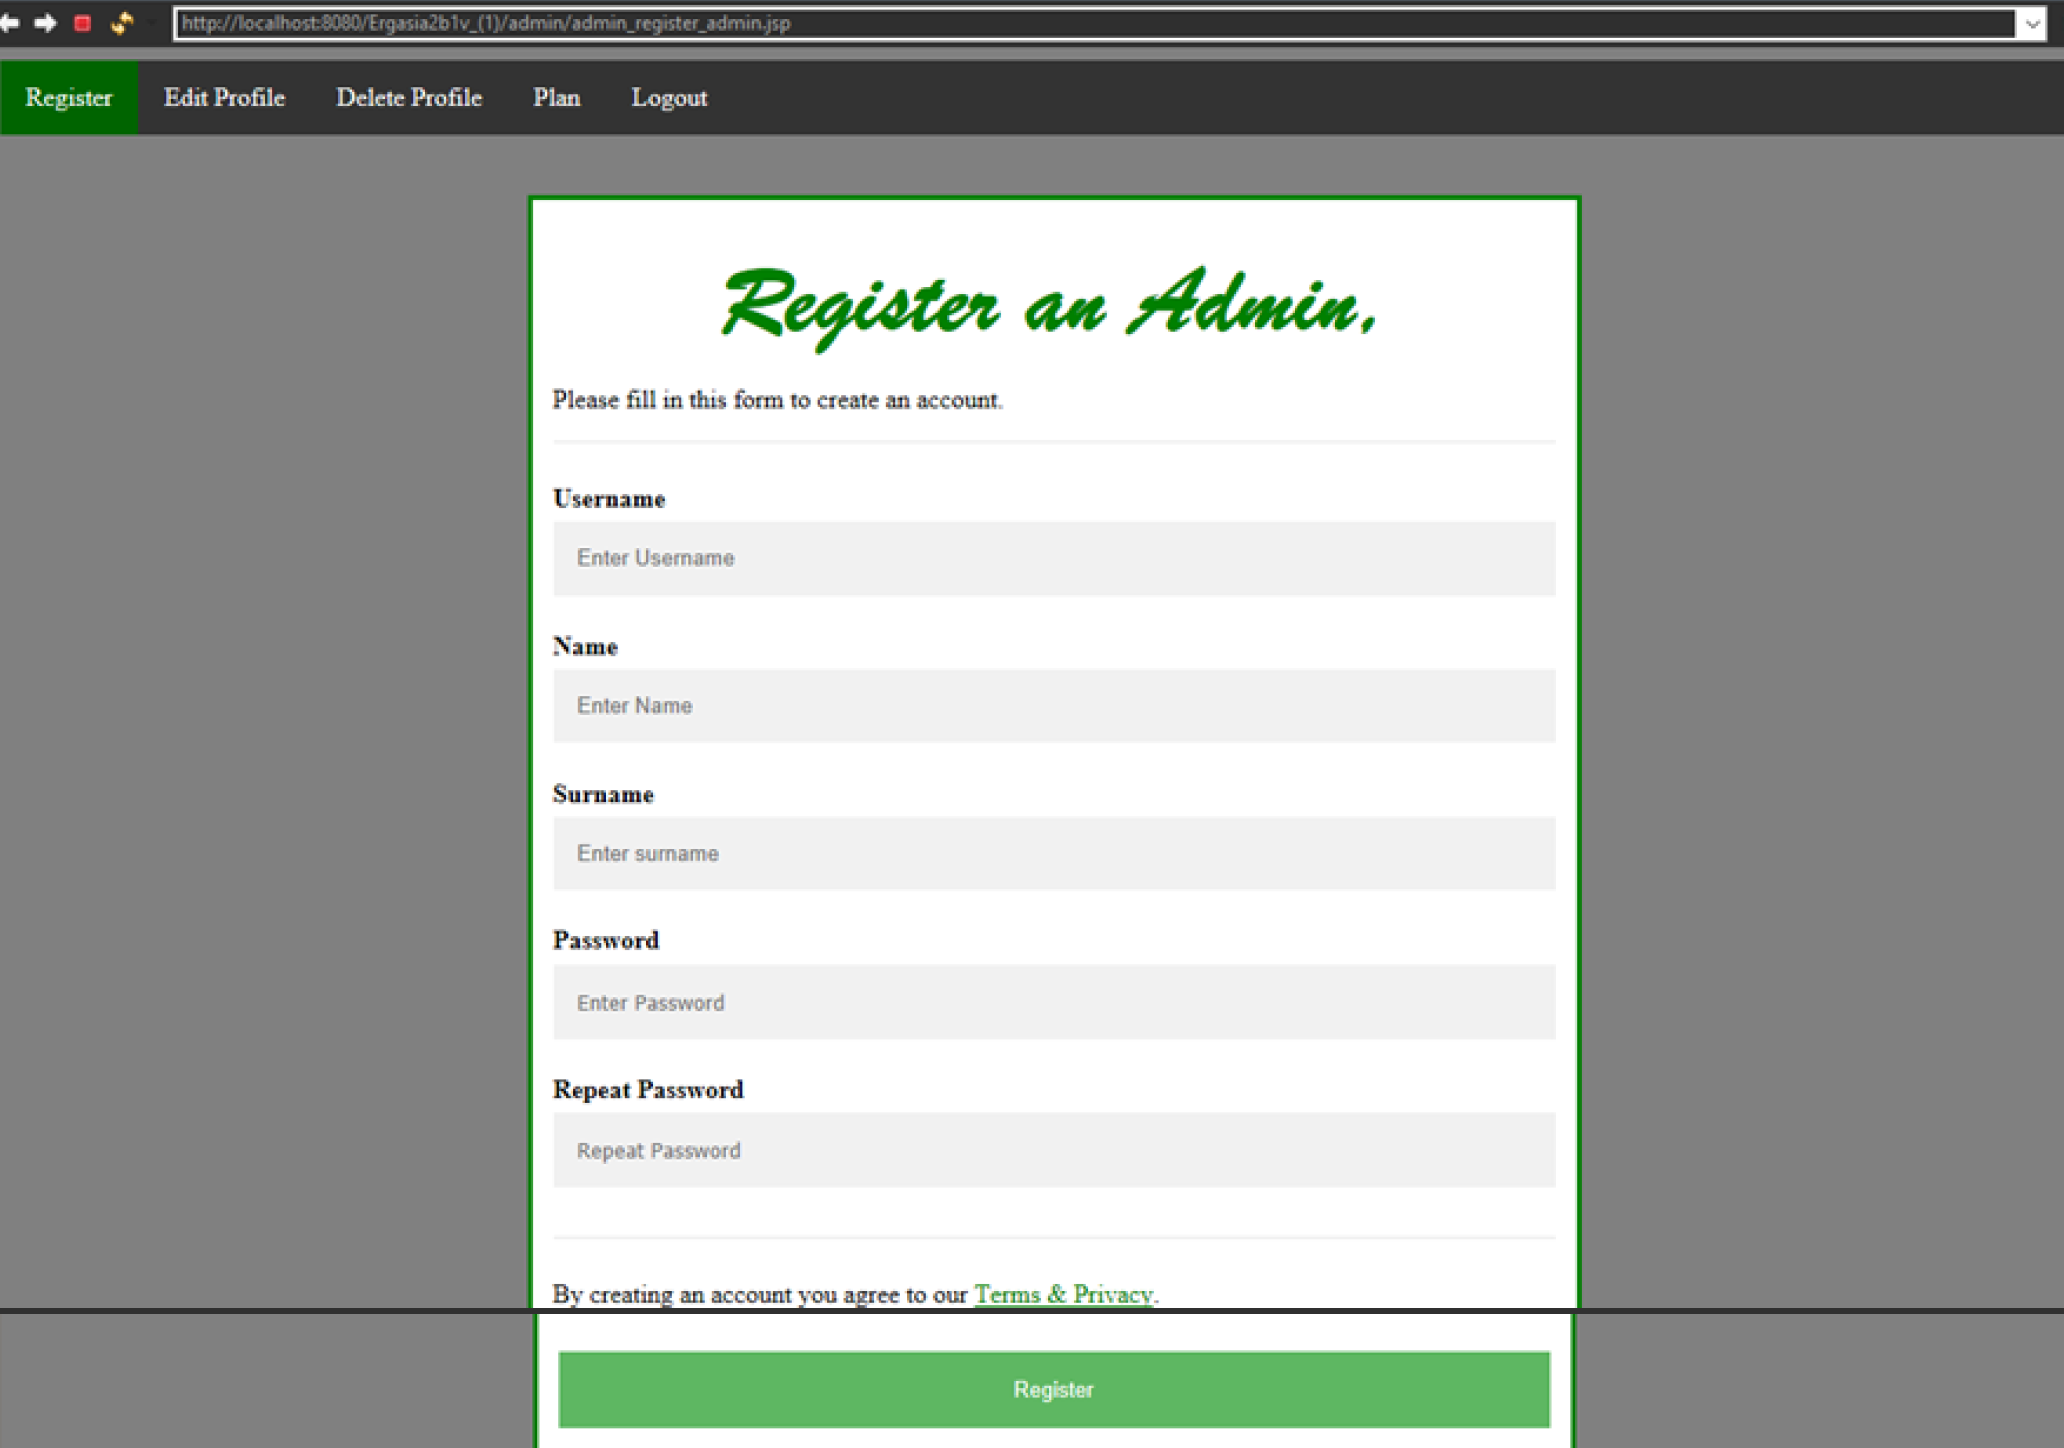 http://localhost:8080/Ergasia2b1v_(1)/admin/admin_register_admin.jsp
Register Edit Profile Delete Profile Plan Logout
Register an Admin,
Please fill in this form to create an account.
Username
Enter Username
Name
Enter Name
Surname
Enter surname
Password
Enter Password
Repeat Password
Repeat Password
By creating an account you agree to our Terms & Privacy.
Register